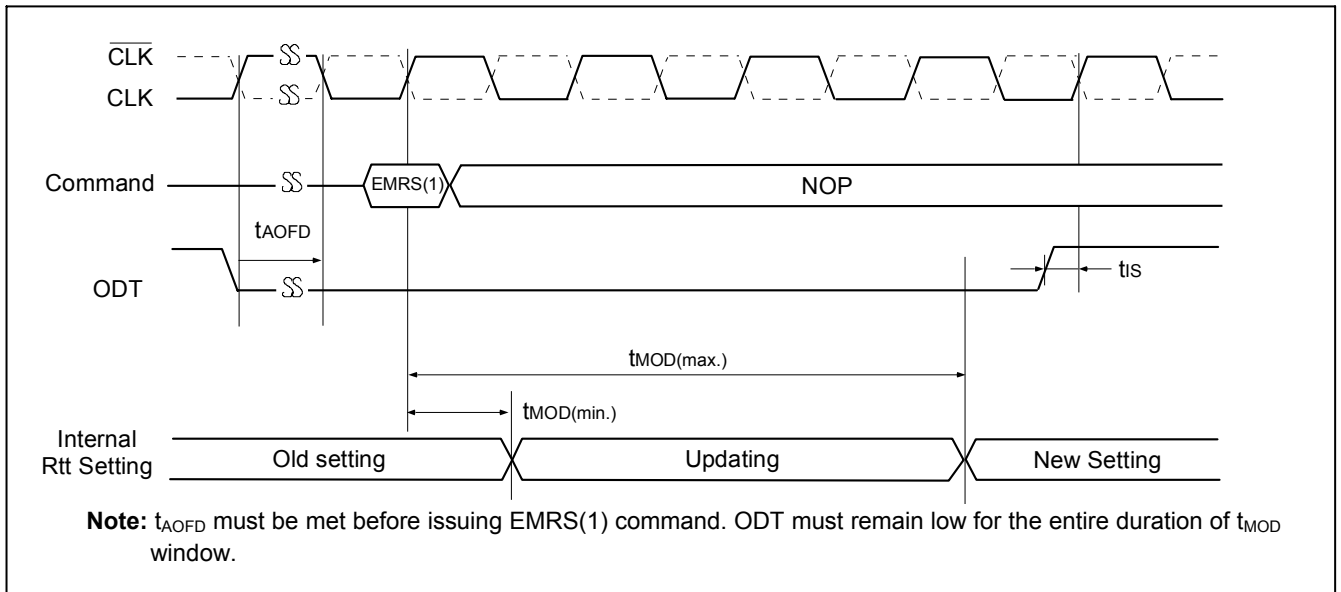 CLK
CLK
Command
EMRS(1)
NOP
tAOFD
ODT
tIS
tMOD(max.)
tMOD(min.)
Internal
Rtt Setting
Old setting
Updating
New Setting
Note: tAOFD must be met before issuing EMRS(1) command. ODT must remain low for the entire duration of tMOD
window.